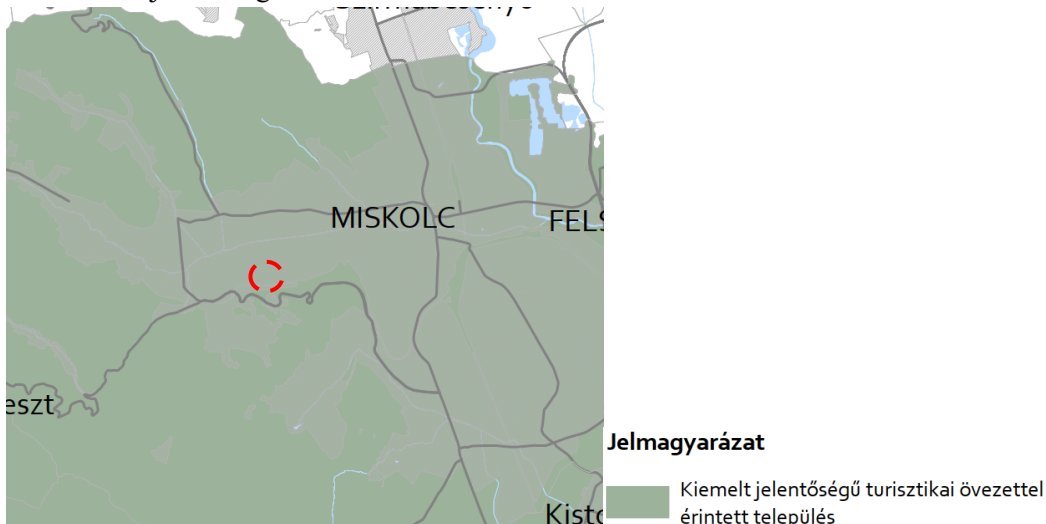 MISKOLC
FELS
eszt
Jelmagyarázat
Kiemelt jelentőségű turisztikai övezettel
érintett település
Kisto